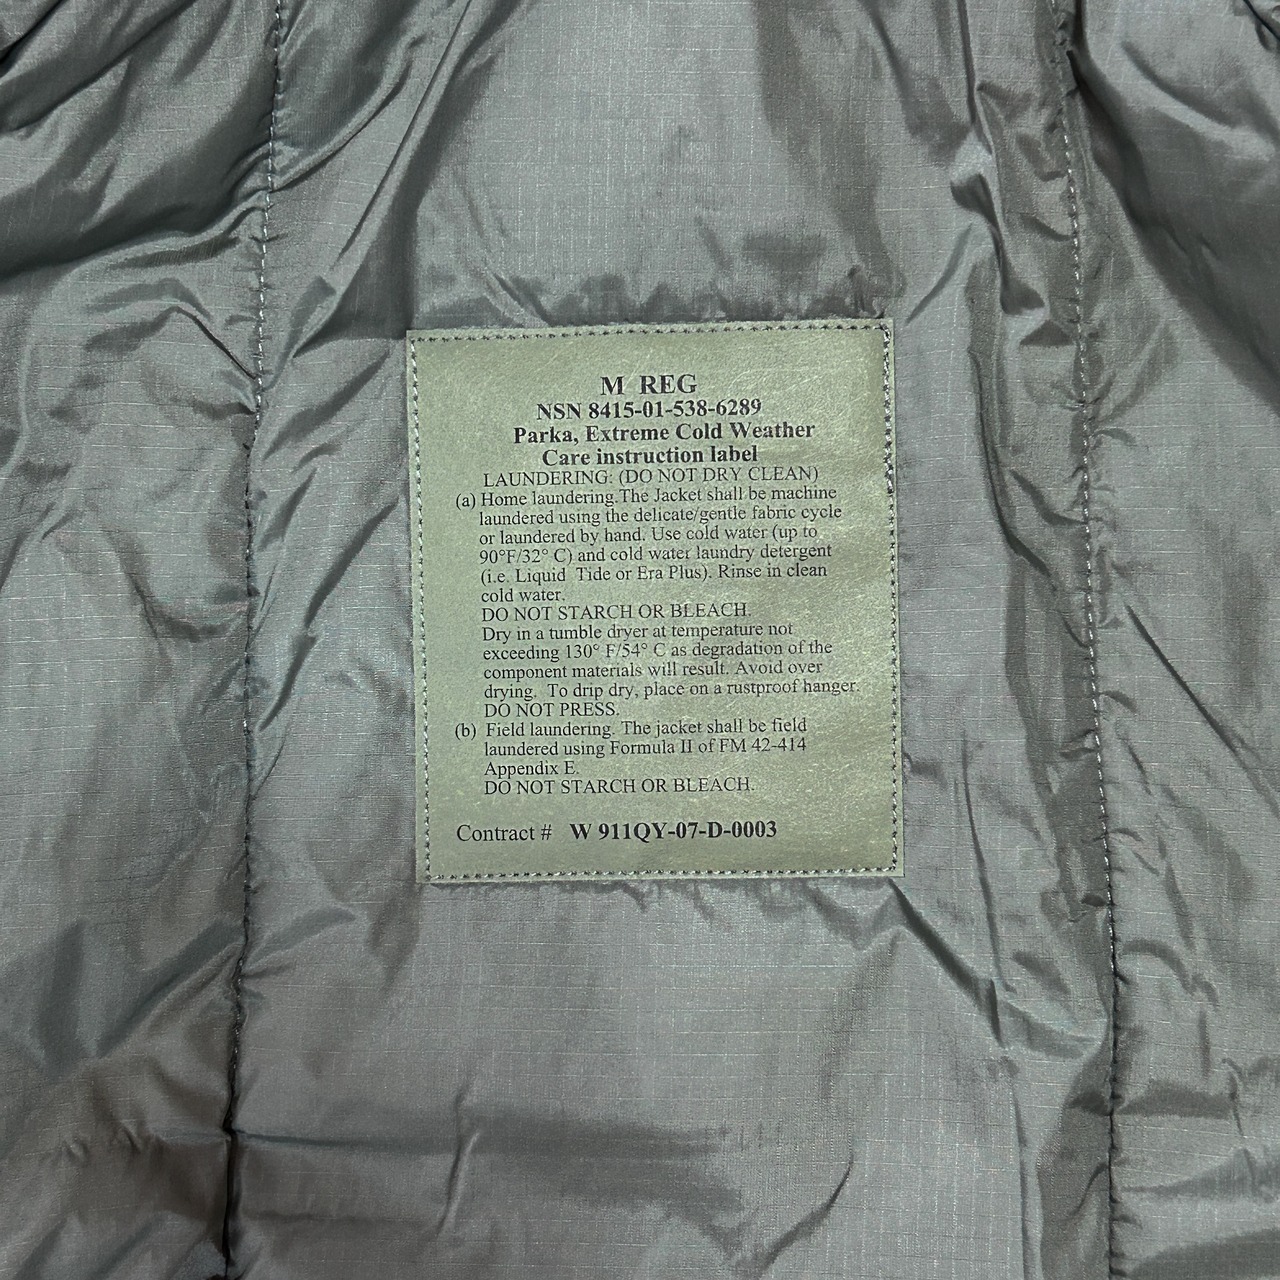 M REG
NSN 8415-01-538-6289
Parka, Extreme Cold Weather
Care instruction label
LAUNDERING: (DO NOT DRY CLEAN)
(a) Home laundering.The Jacket shall be machine
laundered using the delicate/gentle fabric cycle
or laundered by hand. Use cold water (up to
90°F/32° C) and cold water laundry detergent
(i.e. Liquid Tide or Era Plus). Rinse in clean
cold water.
DO NOT STARCH OR BLEACH.
Dry in a tumble dryer at temperature not
exceeding 130° F/54° C as degradation of the
component materials will result. Avoid over
drying. To drip dry, place on a rustproof hanger.
DO NOT PRESS.
(b) Field laundering. The jacket shall be field
laundered using Formula II of FM 42-414
Appendix E.
DO NOT STARCH OR BLEACH.
Contract # W 911QY-07-D-0003